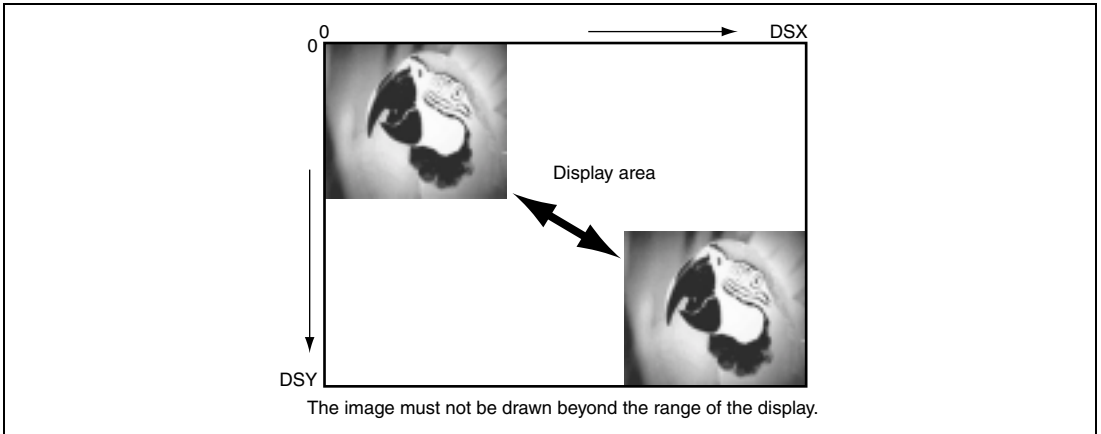 0
0
DSX
Display area
DSY
The image must not be drawn beyond the range of the display.